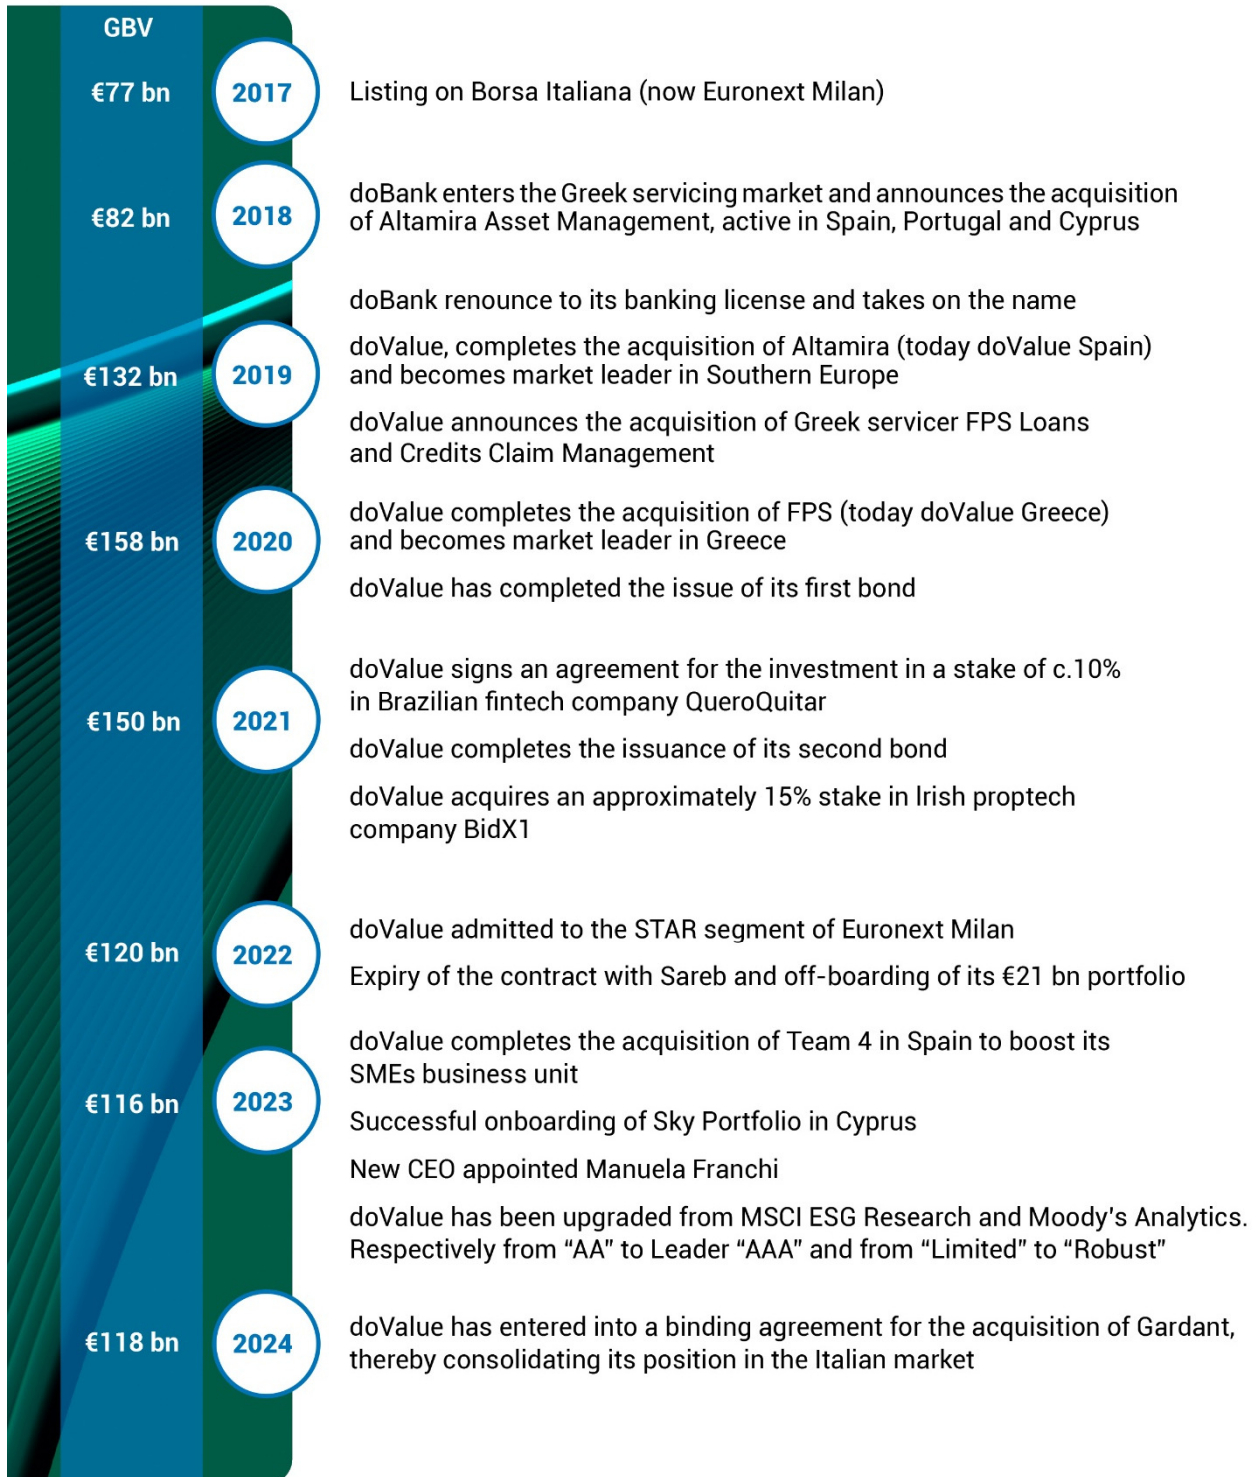 GBV
€77 bn
2017
Listing on Borsa Italiana (now Euronext Milan)
€82 bn
2018
doBank enters the Greek servicing market and announces the acquisition
of Altamira Asset Management, active in Spain, Portugal and Cyprus
€132 bn
2019
doBank renounce to its banking license and takes on the name
doValue, completes the acquisition of Altamira (today doValue Spain)
and becomes market leader in Southern Europe
doValue announces the acquisition of Greek servicer FPS Loans
and Credits Claim Management
€158 bn
2020
doValue completes the acquisition of FPS (today doValue Greece)
and becomes market leader in Greece
doValue has completed the issue of its first bond
€150 bn
2021
doValue signs an agreement for the investment in a stake of c.10%
in Brazilian fintech company QueroQuitar
doValue completes the issuance of its second bond
doValue acquires an approximately 15% stake in Irish proptech
company BidX1
€120 bn
2022
doValue admitted to the STAR segment of Euronext Milan
Expiry of the contract with Sareb and off-boarding of its €21 bn portfolio
€116 bn
2023
doValue completes the acquisition of Team 4 in Spain to boost its
SMEs business unit
Successful onboarding of Sky Portfolio in Cyprus
New CEO appointed Manuela Franchi
doValue has been upgraded from MSCI ESG Research and Moody's Analytics.
Respectively from “AA” to Leader “AAA” and from “Limited” to “Robust”
€118 bn
2024
doValue has entered into a binding agreement for the acquisition of Gardant,
thereby consolidating its position in the Italian market